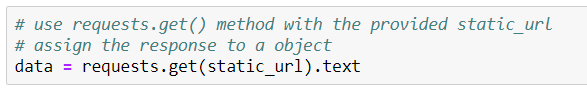 # use requests.get() method with the provided static_url
# assign the response to a object
data = requests.get(static_url).text